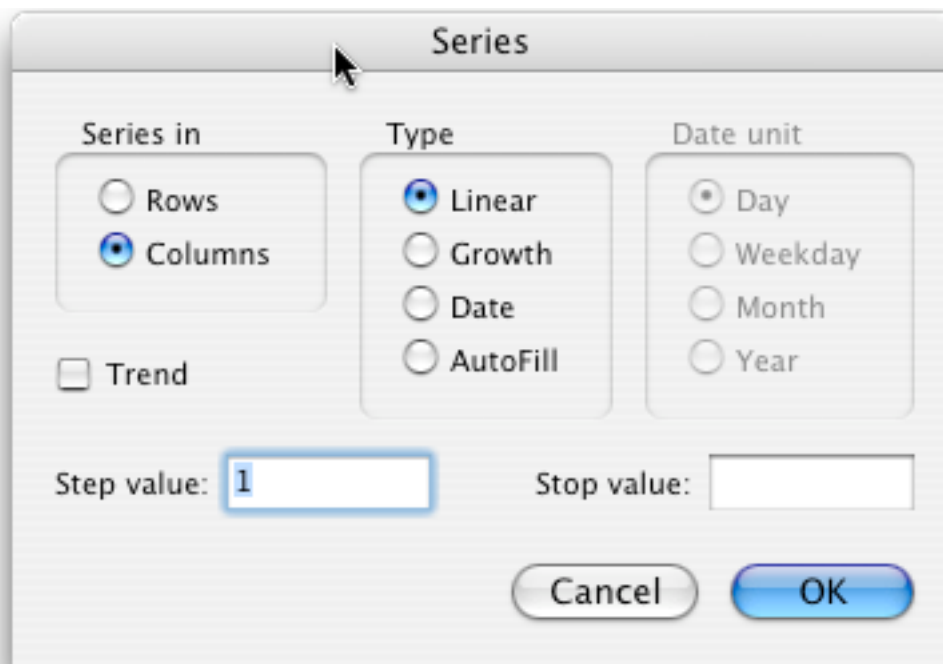 Series
Series in
Rows
Columns
Trend
Type
Linear
Growth
Date
AutoFill
Date unit
Day
Weekday
Month
Year
Step value: 1
Stop value:
Cancel
OK